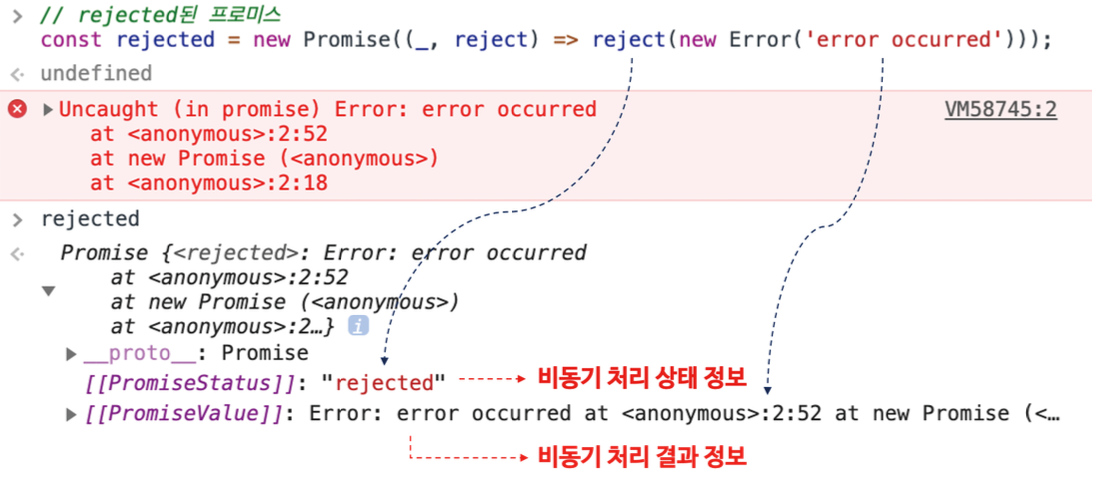 > // rejected된 프로미스
const rejected = new Promise((_, reject) => reject(new Error('error occurred')));
undefined
Uncaught (in promise) Error: error occurred VM58745:2
at <anonymous>:2:52
at new Promise (<anonymous>)
at <anonymous>:2:18
> rejected
Promise {<rejected>: Error: error occurred
at <anonymous>:2:52
at new Promise (<anonymous>)
at <anonymous>:2…} i
__proto__: Promise
[[PromiseStatus]]: "rejected" 비동기 처리 상태 정보
[[PromiseValue]]: Error: error occurred at <anonymous>:2:52 at new Promise (<…
비동기 처리 결과 정보